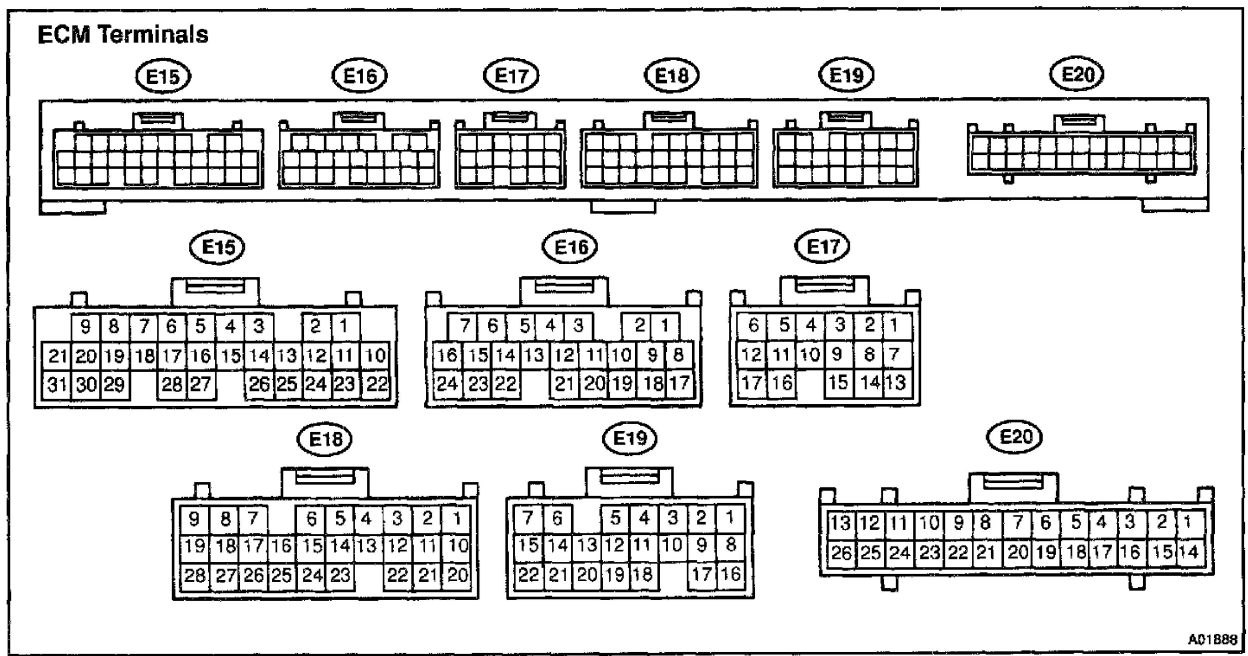 ECM Terminals
E15 E16 E17 E18 E19 E20
E15 E16 E17
9 8 7 6 5 4 3 2 1
21 20 19 18 17 16 15 14 13 12 11 10
31 30 29 28 27 26 25 24 23 22
7 6 5 4 3 2 1
16 15 14 13 12 11 10 9 8
24 23 22 21 20 19 18 17
6 5 4 3 2 1
12 11 10 9 8 7
17 16 15 14 13
E18 E19 E20
9 8 7 6 5 4 3 2 1
19 18 17 16 15 14 13 12 11 10
28 27 26 25 24 23 22 21 20
7 6 5 4 3 2 1
15 14 13 12 11 10 9 8
22 21 20 19 18 17 16
13 12 11 10 9 8 7 6 5 4 3 2 1
26 25 24 23 22 21 20 19 18 17 16 15 14
A01888